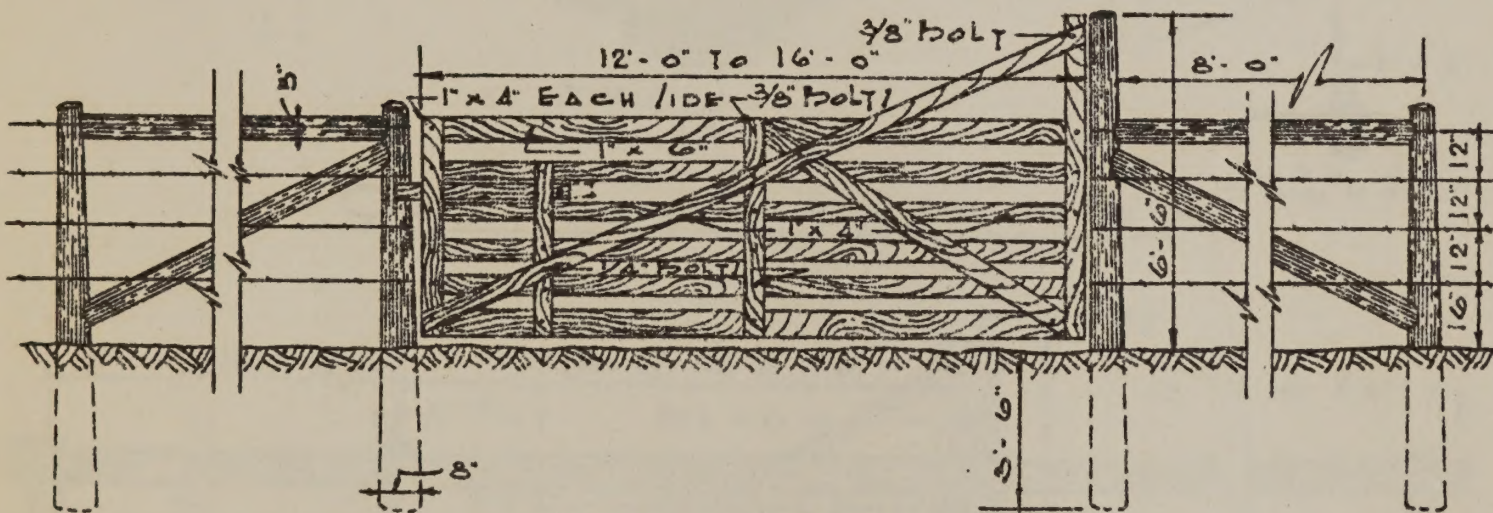 3/8" BOLT
12'-0" TO 16'-0"
8'-0"
1" x 4" EACH SIDE
3/8" BOLTS
1" x 6"
12"
12"
1" x 4"
6'-6"
12"
1/4" BOLTS
16"
3'-6"
8"